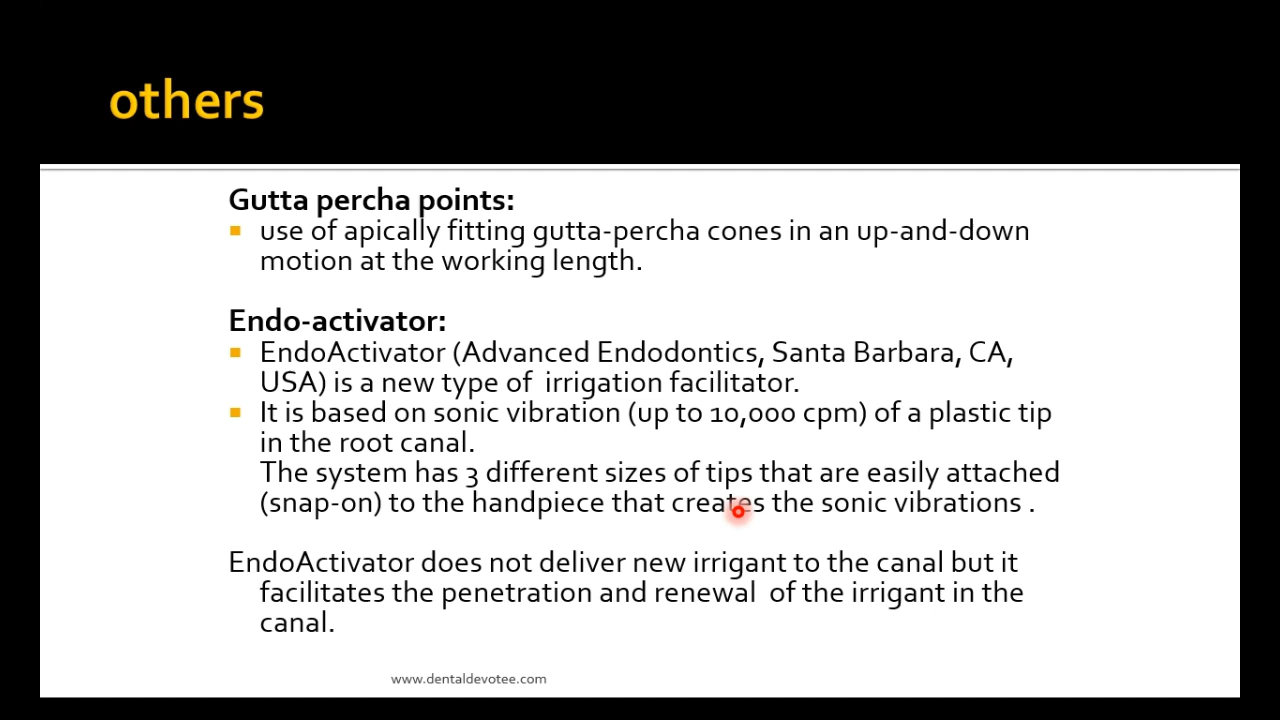 others
Gutta percha points:
use of apically fitting gutta-percha cones in an up-and-down
motion at the working length.
Endo-activator:
EndoActivator (Advanced Endodontics, Santa Barbara, CA,
USA) is a new type of irrigation facilitator.
It is based on sonic vibration (up to 10,000 cpm) of a plastic tip
in the root canal.
The system has 3 different sizes of tips that are easily attached
(snap-on) to the handpiece that creates the sonic vibrations .
EndoActivator does not deliver new irrigant to the canal but it
facilitates the penetration and renewal of the irrigant in the
canal.
www.dentaldevotee.com